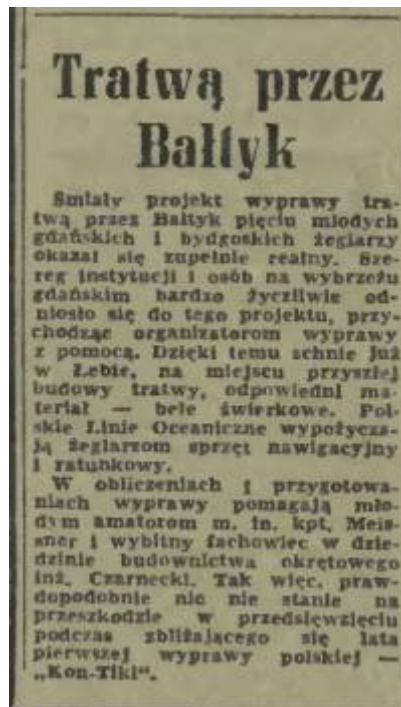 Tratwą przez
Bałtyk
Śmiały projekt wyprawy tra-
twą przez Bałtyk pięciu młodych
gdańskich i bydgoskich żeglarzy
okazał się zupełnie realny. Sze-
reg instytucji i osób na wybrzeżu
gdańskim bardzo życzliwie od-
niosło się do tego projektu, przy-
chodząc organizatorom wyprawy
z pomocą. Dzięki temu schnie już
w Łebie, na miejscu przyszłej
budowy tratwy, odpowiedni ma-
teriał — bele świerkowe. Pol-
skie Linie Oceaniczne wypożycza-
ją żeglarzom sprzęt nawigacyjny
i ratunkowy.
W obliczeniach i przygotowa-
niach wyprawy pomagają mło-
dym amatorom m. in. kpt. Meis-
sner i wybitny fachowiec w dzie-
dzinie budownictwa okrętowego
inż. Czarnecki. Tak więc, praw-
dopodobnie nic nie stanie na
przeszkodzie w przedsięwzięciu
podczas zbliżającego się lata
pierwszej wyprawy polskiej —
„Kon-Tiki".